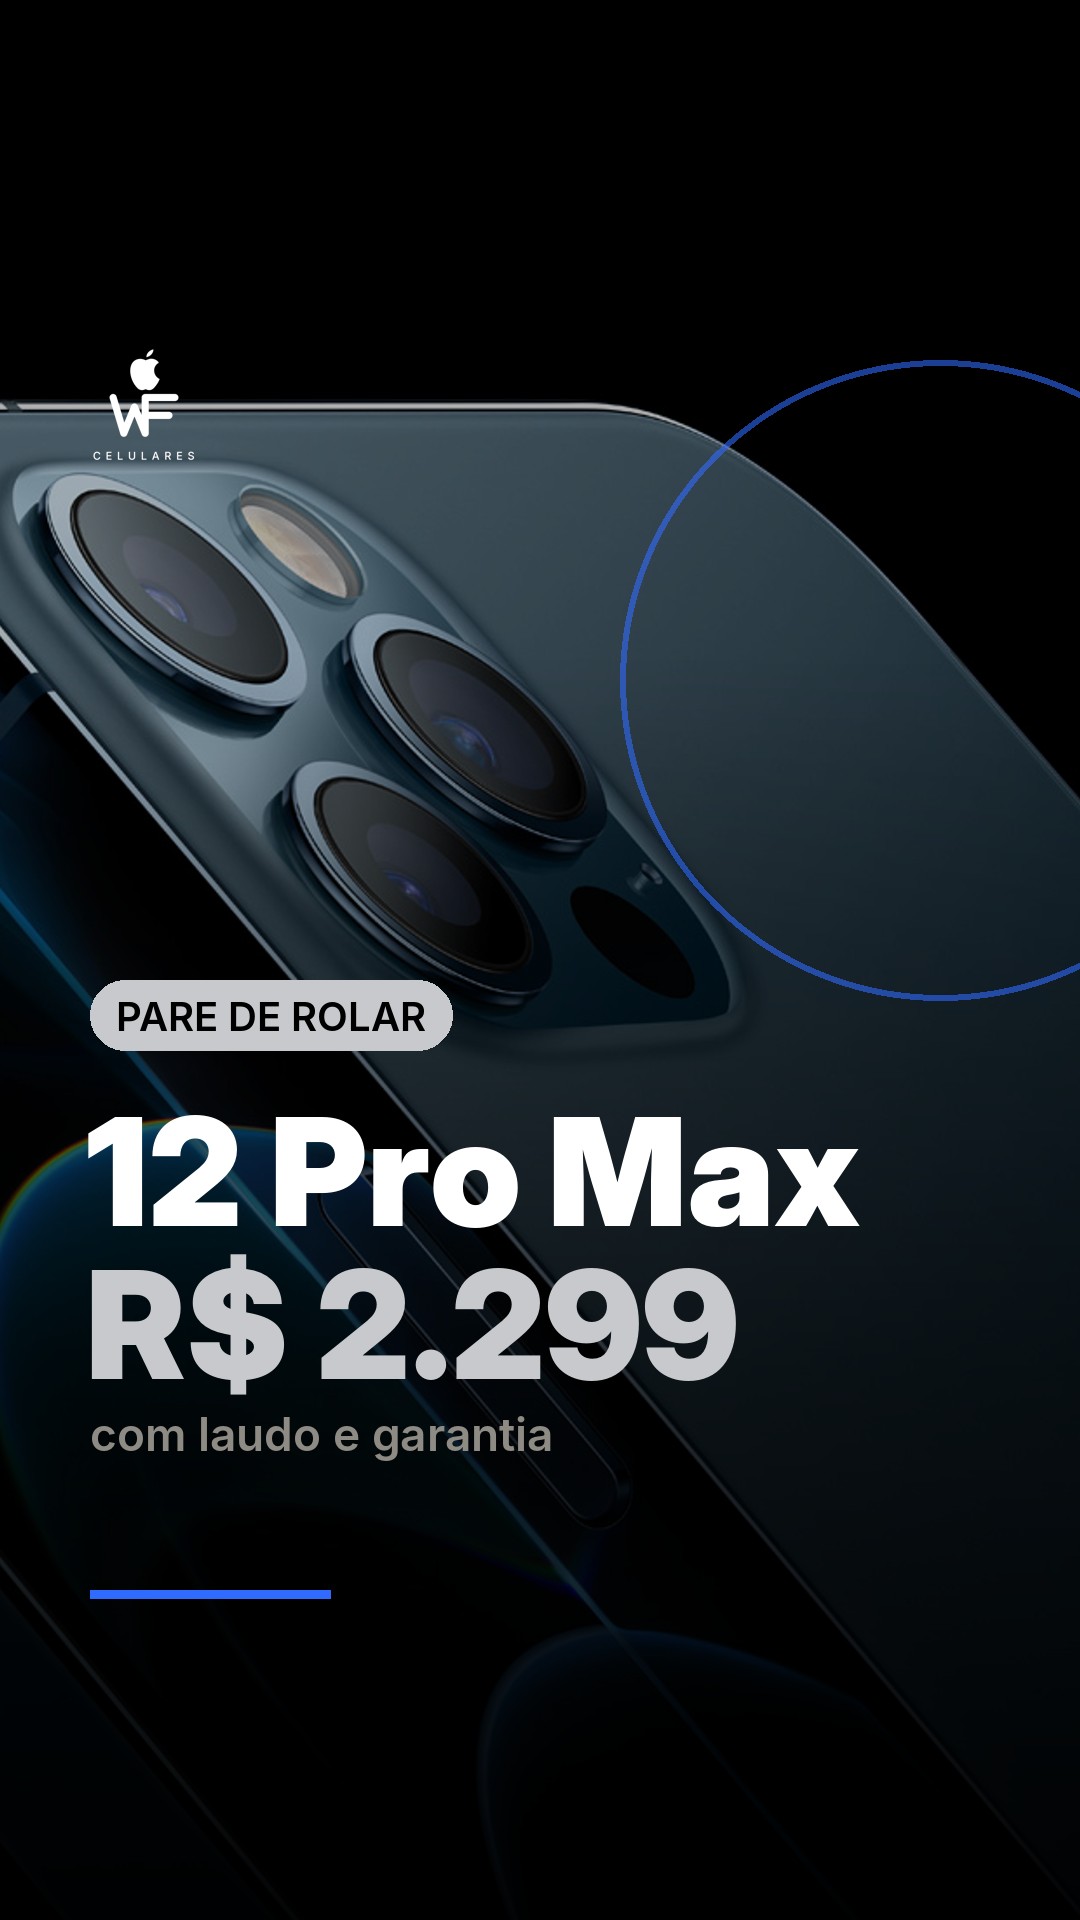 WF
CELULARES
PARE DE ROLAR
12 Pro Max
R$ 2.299
com laudo e garantia